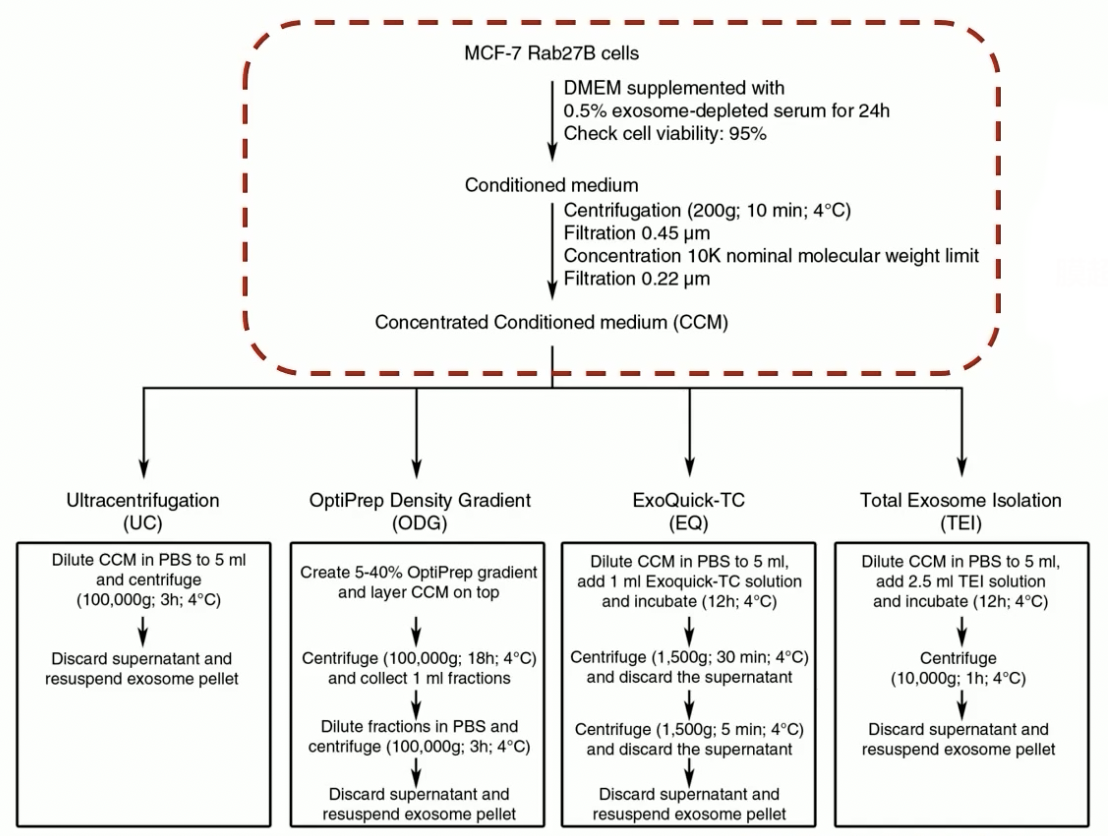 MCF-7 Rab27B cells
DMEM supplemented with
0.5% exosome-depleted serum for 24h
Check cell viability: 95%
Conditioned medium
Centrifugation (200g; 10 min; 4°C)
Filtration 0.45 µm
Concentration 10K nominal molecular weight limit
Filtration 0.22 µm
Concentrated Conditioned medium (CCM)
Ultracentrifugation
(UC)
Dilute CCM in PBS to 5 ml
and centrifuge
(100,000g; 3h; 4°C)
Discard supernatant and
resuspend exosome pellet
OptiPrep Density Gradient
(ODG)
Create 5-40% OptiPrep gradient
and layer CCM on top
Centrifuge (100,000g; 18h; 4°C)
and collect 1 ml fractions
Dilute fractions in PBS and
centrifuge (100,000g; 3h; 4°C)
Discard supernatant and
resuspend exosome pellet
ExoQuick-TC
(EQ)
Dilute CCM in PBS to 5 ml,
add 1 ml Exoquick-TC solution
and incubate (12h; 4°C)
Centrifuge (1,500g; 30 min; 4°C)
and discard the supernatant
Centrifuge (1,500g; 5 min; 4°C)
and discard the supernatant
Discard supernatant and
resuspend exosome pellet
Total Exosome Isolation
(TEI)
Dilute CCM in PBS to 5 ml,
add 2.5 ml TEI solution
and incubate (12h; 4°C)
Centrifuge
(10,000g; 1h; 4°C)
Discard supernatant and
resuspend exosome pellet